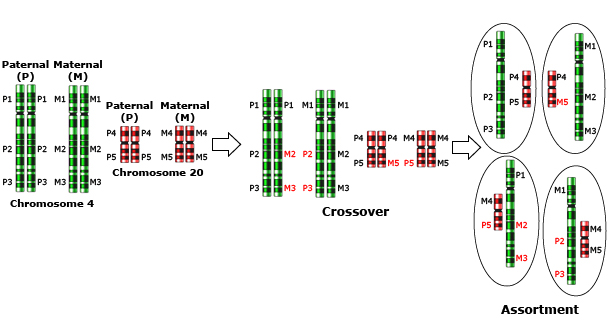 Paternal Maternal
(P) (M)
P1 P1 M1 M1
P2 P2 M2 M2
P3 P3 M3 M3
Chromosome 4
Paternal Maternal
(P) (M)
P4 P4 M4 M4
P5 P5 M5 M5
Chromosome 20
P1 P1 M1 M1
P2 M2 P2 M2
P3 M3 P3 M3
P4 P4 M4 M4
P5 M5 P5 M5
Crossover
P1
P4
P2 P5
P3
M1
P4
M5 M2
M3
P1
M4
P5 M2
M3
M1
M4
P2 M5
P3
Assortment